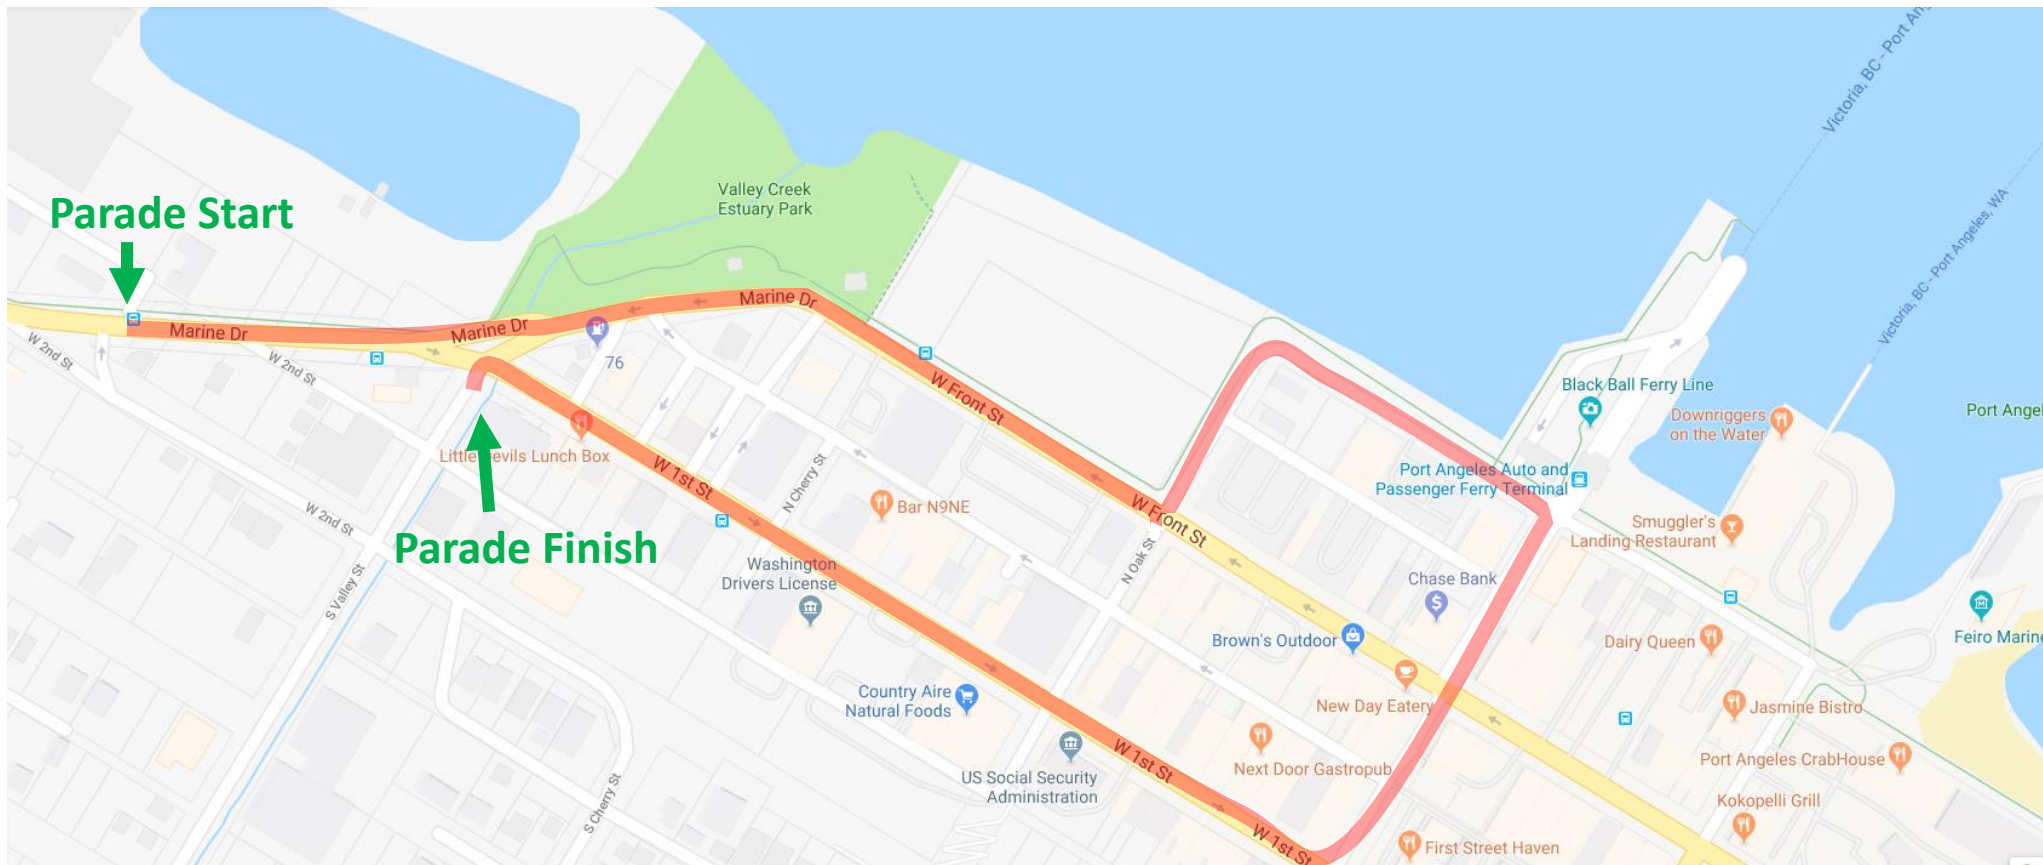 Victoria, BC - Port Ang
Victoria, BC - Port Angeles, WA
Valley Creek
Estuary Park
Parade Start
Marine Dr
Marine Dr
Marine Dr
W 2nd St
W 2nd St
76
W Front St
Black Ball Ferry Line
Downriggers
on the Water
Port Angel
Little Devils Lunch Box
W 1st St
N Cherry St
Port Angeles Auto and
Passenger Ferry Terminal
Bar N9NE
W Front St
W 2nd St
Parade Finish
Smuggler's
Landing Restaurant
N Oak St
Washington
Drivers License
S Valley St
Chase Bank
Brown's Outdoor
Dairy Queen
Feiro Marine
Country Aire
Natural Foods
New Day Eatery
Jasmine Bistro
W 1st St
US Social Security
Administration
Next Door Gastropub
Port Angeles CrabHouse
S Cherry St
Kokopelli Grill
W 1st St
First Street Haven